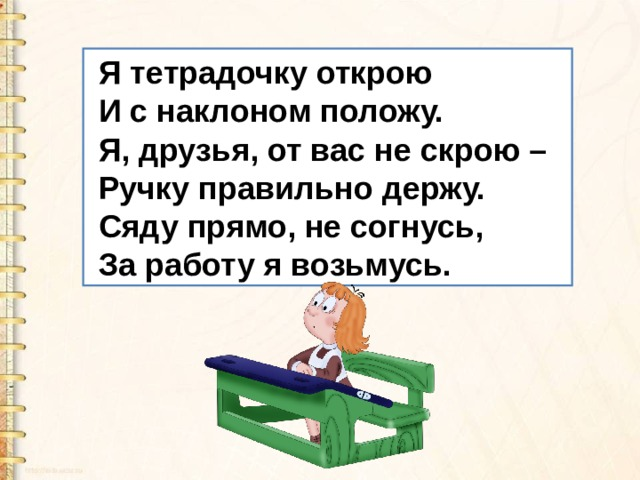 Я тетрадочку открою
И с наклоном положу.
Я, друзья, от вас не скрою –
Ручку правильно держу.
Сяду прямо, не согнусь,
За работу я возьмусь.